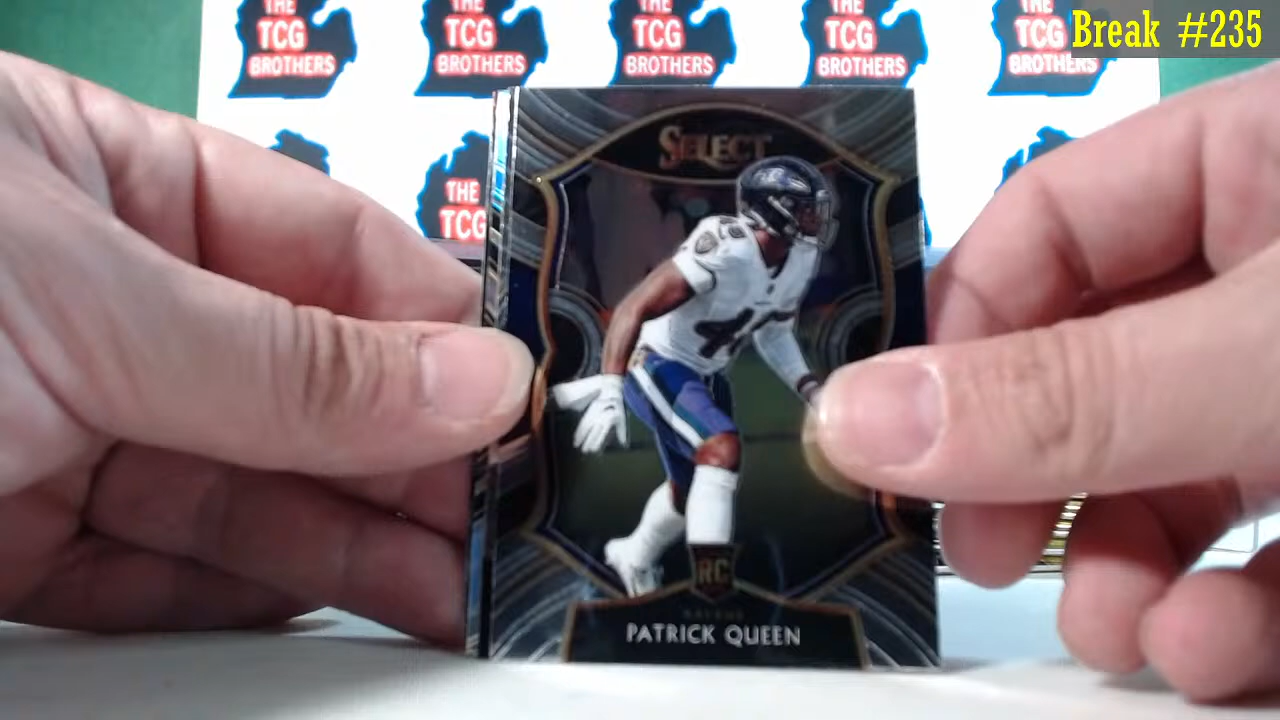 THE
TCG
BROTHERS
THE
TCG
BROTHERS
THE
TCG
BROTHERS
THE
TCG
BROTHERS
THE
TCG
BROTHERS
Break #235
THE
TCG
SELECT
RC
RAVENS
PATRICK QUEEN